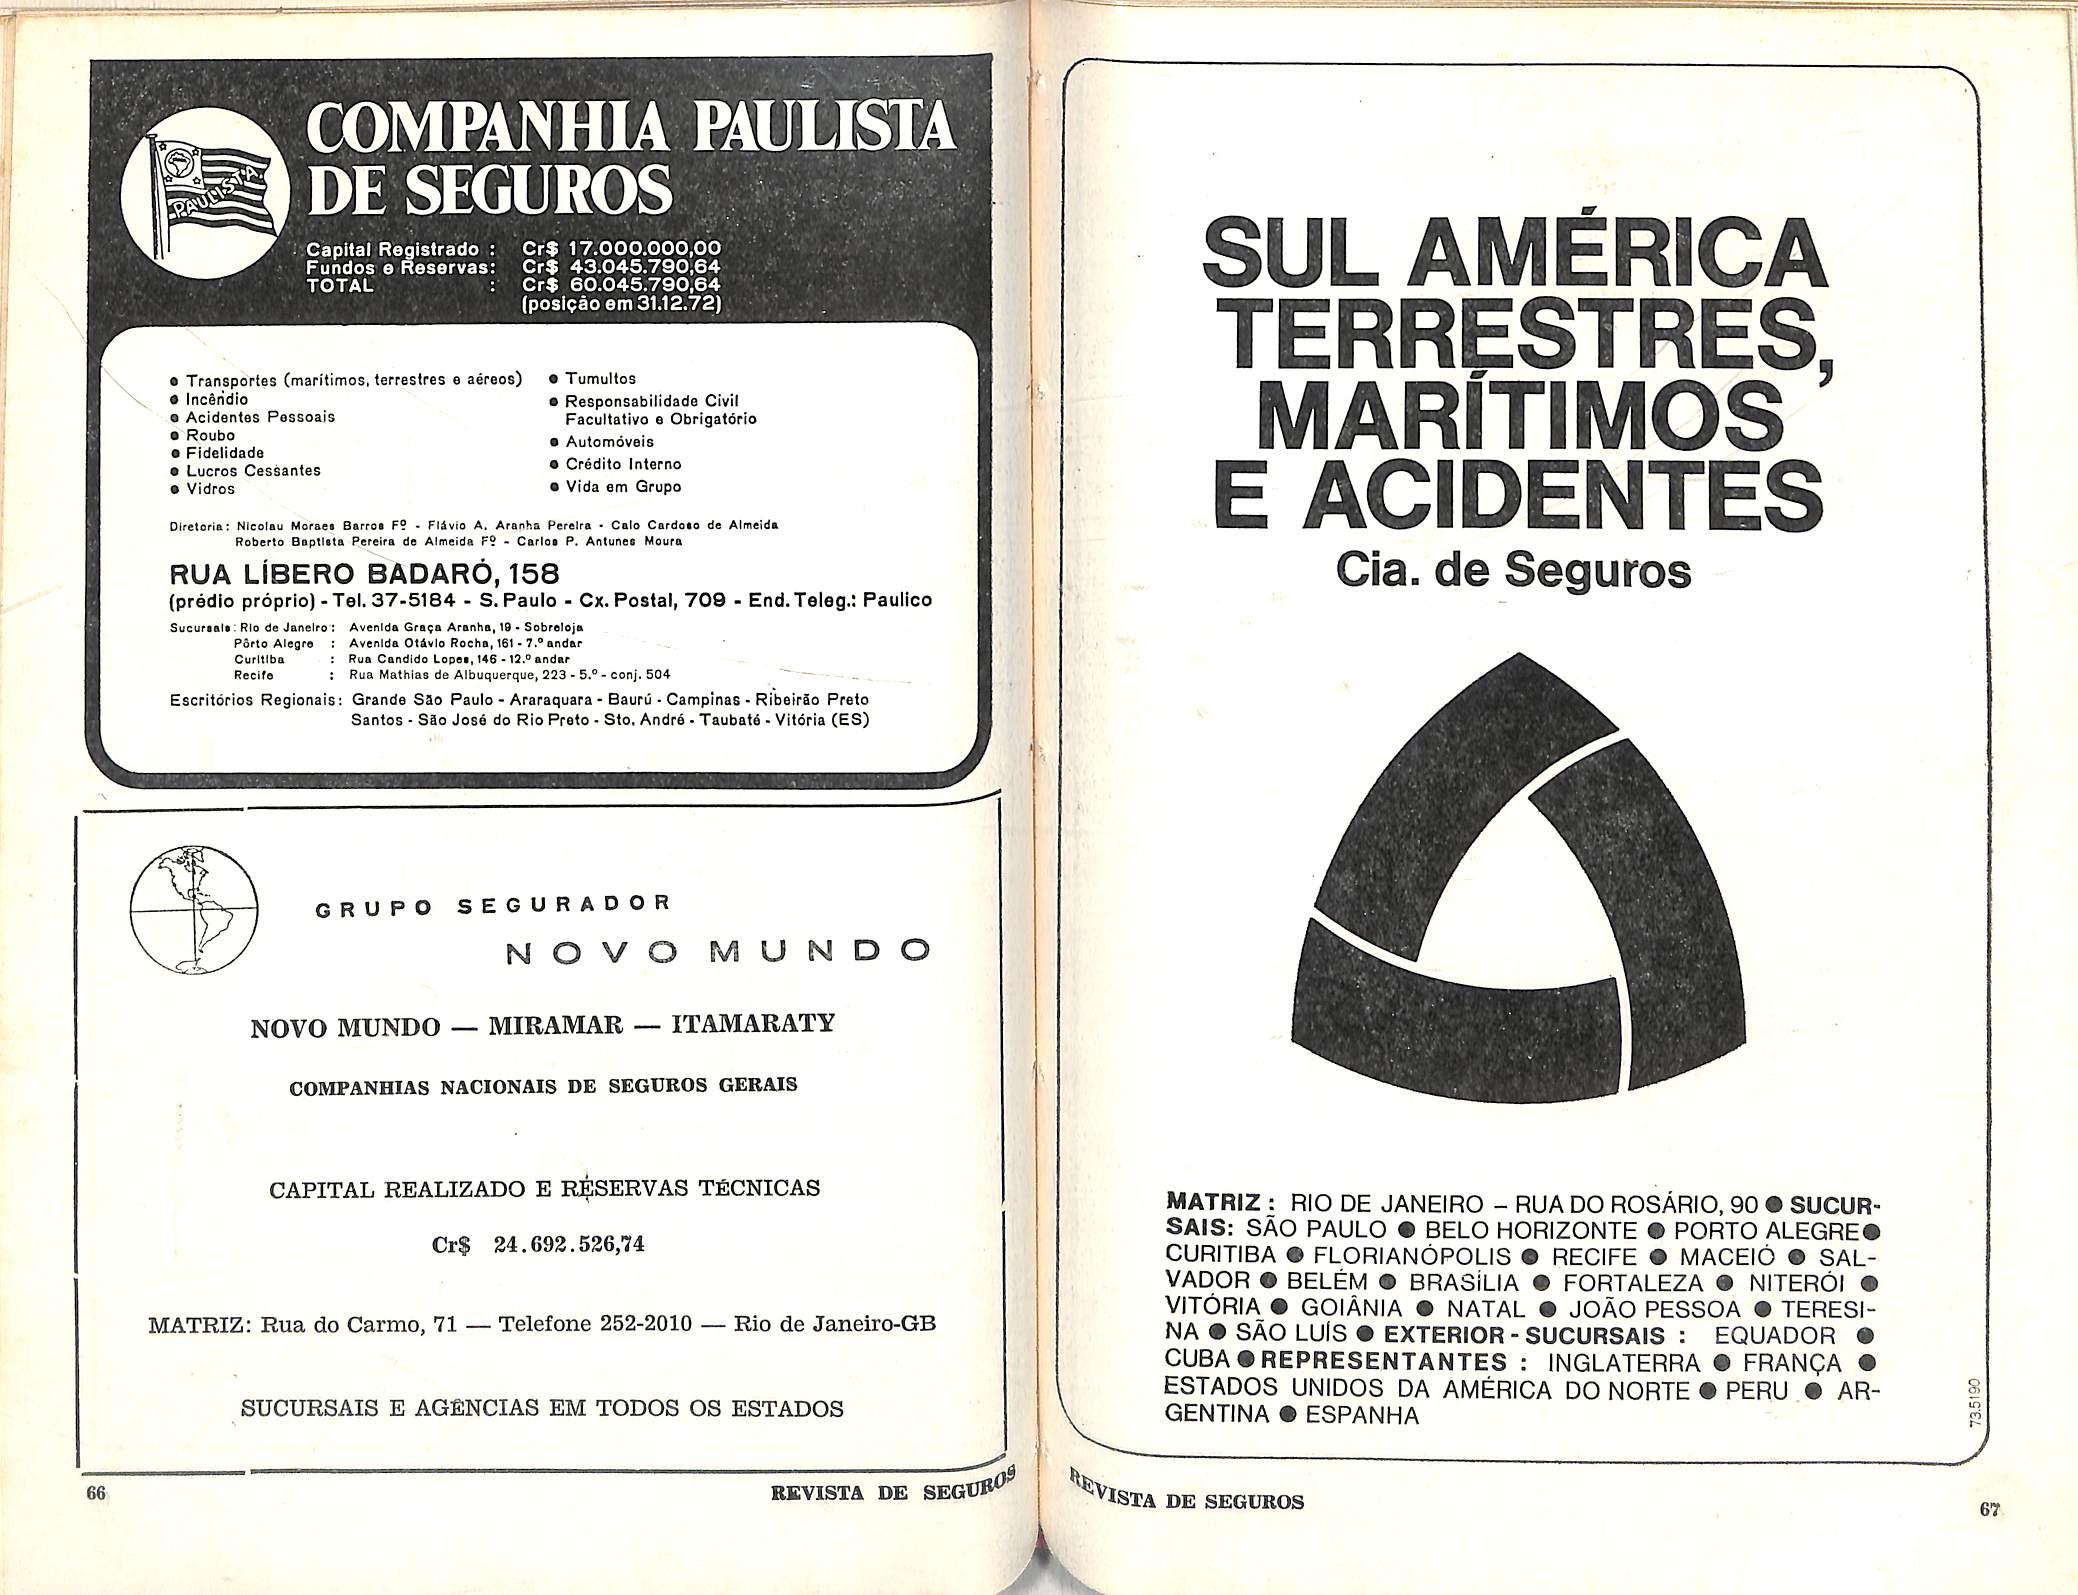 COMPANHIA PAULISTA
DE SEGUROS
PAULISTA
Capital Registrado : Cr$ 17.000.000,00
Fundos e Reservas: Cr$ 43.045.790,64
TOTAL : Cr$ 60.045.790,64
(posição em 31.12.72)
● Transportes (marítimos, terrestres e aéreos)
● Incêndio
● Acidentes Pessoais
● Roubo
● Fidelidade
● Lucros Cessantes
● Vidros
● Tumultos
● Responsabilidade Civil
Facultativo e Obrigatório
● Automóveis
● Crédito Interno
● Vida em Grupo
Diretoria: Nicolau Moraes Barros Fº - Flávio A. Aranha Pereira - Caio Cardoso de Almeida
Roberto Baptista Pereira de Almeida Fº - Carlos P. Antunes Moura
RUA LÍBERO BADARÓ, 158
(prédio próprio) - Tel. 37-5184 - S. Paulo - Cx. Postal, 709 - End. Teleg.: Paulico
Sucursais: Rio de Janeiro : Avenida Graça Aranha, 19 - Sobreloja
Pôrto Alegre : Avenida Otávio Rocha, 161 - 7.º andar
Curitiba : Rua Candido Lopes, 146 - 12.º andar
Recife : Rua Mathias de Albuquerque, 223 - 5.º - conj. 504
Escritórios Regionais: Grande São Paulo - Araraquara - Baurú - Campinas - Ribeirão Preto
Santos - São José do Rio Preto - Sto. André - Taubaté - Vitória (ES)
GRUPO SEGURADOR
NOVO MUNDO
NOVO MUNDO — MIRAMAR — ITAMARATY
COMPANHIAS NACIONAIS DE SEGUROS GERAIS
CAPITAL REALIZADO E RESERVAS TÉCNICAS
Cr$ 24.692.526,74
MATRIZ: Rua do Carmo, 71 — Telefone 252-2010 — Rio de Janeiro-GB
SUCURSAIS E AGÊNCIAS EM TODOS OS ESTADOS
66
REVISTA DE SEGUROS
SUL AMÉRICA
TERRESTRES,
MARÍTIMOS
E ACIDENTES
Cia. de Seguros
MATRIZ : RIO DE JANEIRO – RUA DO ROSÁRIO, 90 ● SUCUR-
SAIS: SÃO PAULO ● BELO HORIZONTE ● PORTO ALEGRE ●
CURITIBA ● FLORIANÓPOLIS ● RECIFE ● MACEIÓ ● SAL-
VADOR ● BELÉM ● BRASÍLIA ● FORTALEZA ● NITERÓI ●
VITÓRIA ● GOIÂNIA ● NATAL ● JOÃO PESSOA ● TERESI-
NA ● SÃO LUÍS ● EXTERIOR - SUCURSAIS : EQUADOR ●
CUBA ● REPRESENTANTES : INGLATERRA ● FRANÇA ●
ESTADOS UNIDOS DA AMÉRICA DO NORTE ● PERU ● AR-
GENTINA ● ESPANHA
73.5190
REVISTA DE SEGUROS
67